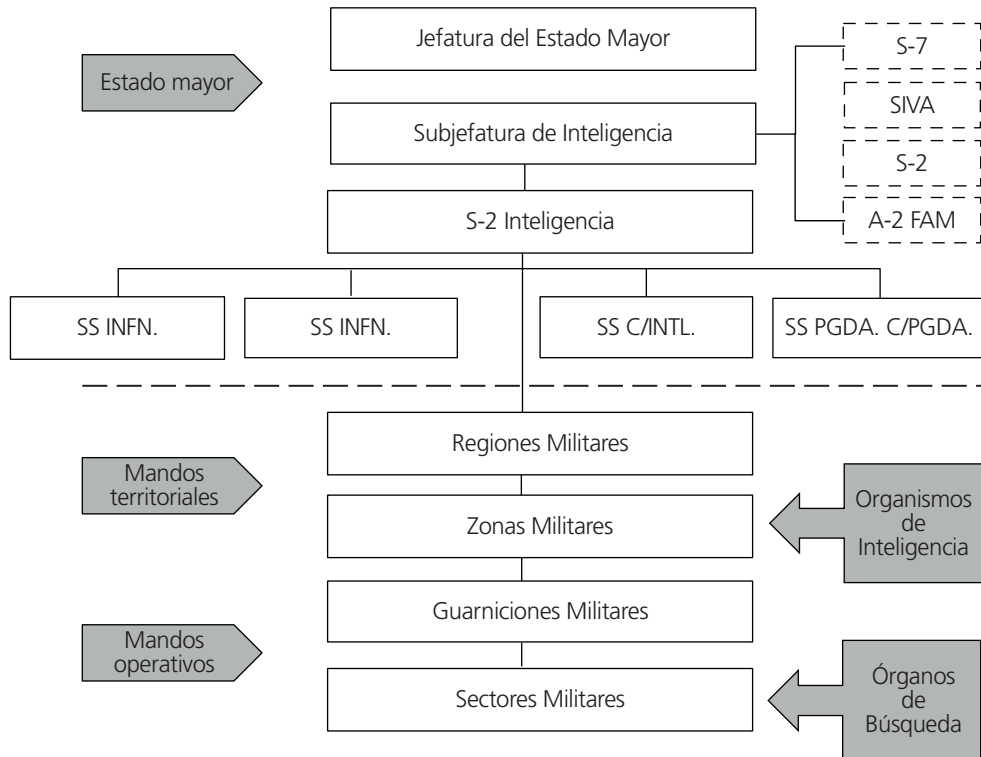 Jefatura del Estado Mayor
S-7
Estado mayor
SIVA
Subjefatura de Inteligencia
S-2
S-2 Inteligencia
A-2 FAM
SS INFN.
SS INFN.
SS C/INTL.
SS PGDA. C/PGDA.
Regiones Militares
Mandos
territoriales
Zonas Militares
Organismos
de
Inteligencia
Guarniciones Militares
Mandos
operativos
Sectores Militares
Órganos
de
Búsqueda